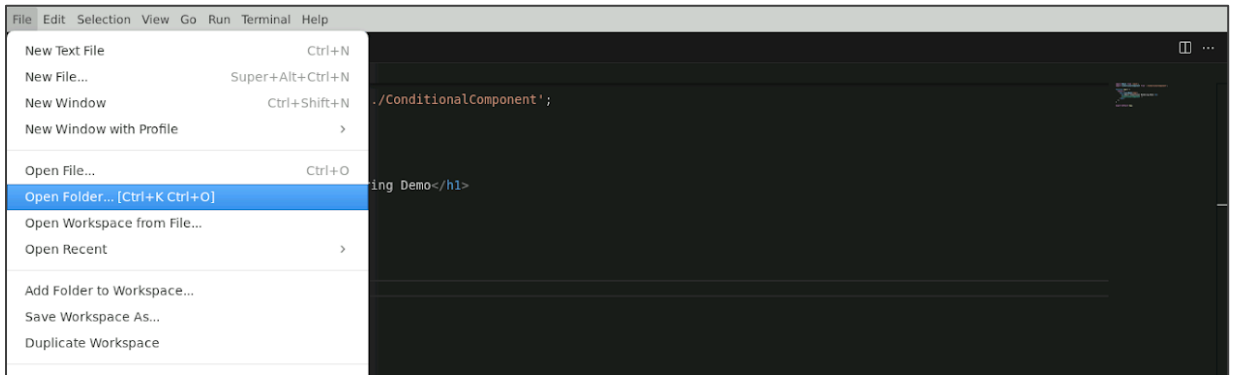 File Edit Selection View Go Run Terminal Help
New Text File Ctrl+N
New File... Super+Alt+Ctrl+N
New Window Ctrl+Shift+N
./ConditionalComponent';
New Window with Profile
Open File... Ctrl+O
ing Demo</h1>
Open Folder... [Ctrl+K Ctrl+O]
Open Workspace from File...
Open Recent
Add Folder to Workspace...
Save Workspace As...
Duplicate Workspace